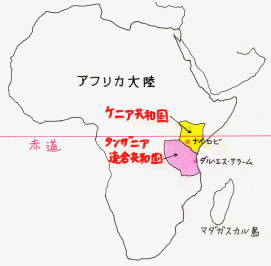 アフリカ大陸
ケニア共和国
ナイロビ
赤道
タンザニア
連合共和国
ダル・エス・サラーム
マダガスカル島